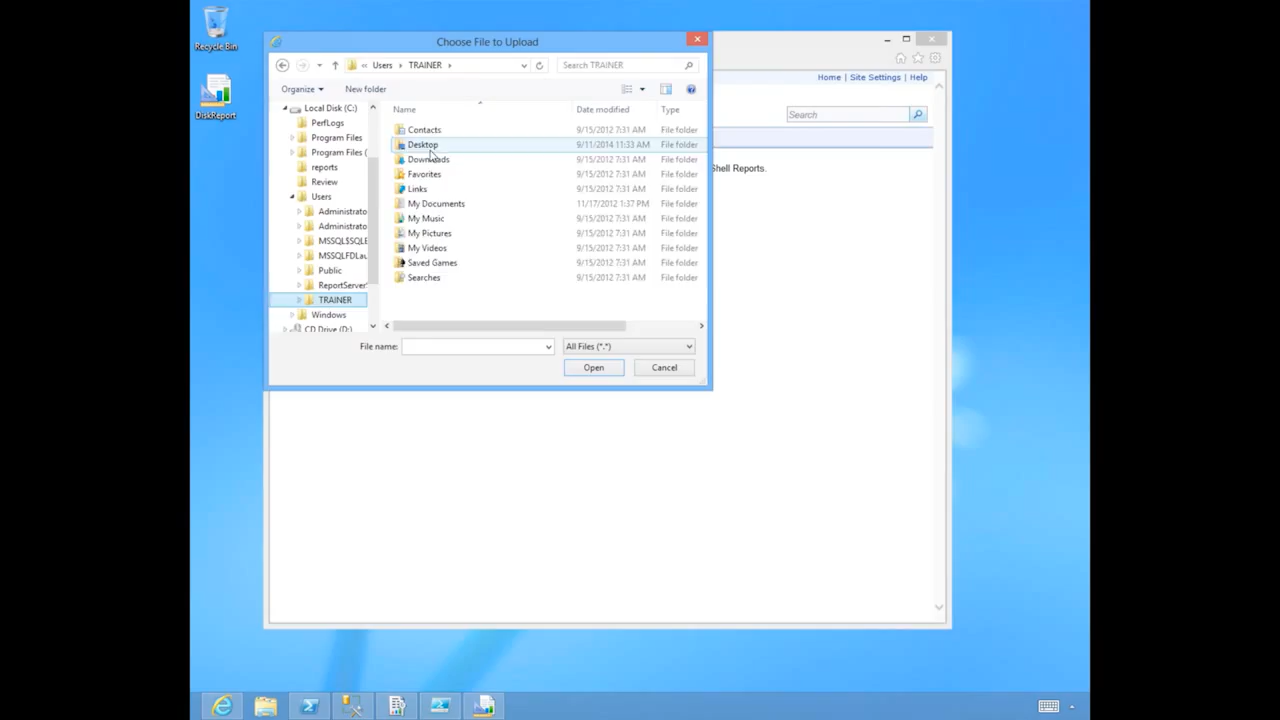 Recycle Bin
DiskReport
Choose File to Upload
« Users › TRAINER ›
Search TRAINER
Organize
New folder
Local Disk (C:)
PerfLogs
Program Files
Program Files (
reports
Review
Users
Administrato
Administrato
MSSQL$SQLE
MSSQLFDLau
Public
ReportServer
TRAINER
Windows
CD Drive (D:)
Name Date modified Type
Contacts 9/15/2012 7:31 AM File folder
Desktop 9/11/2014 11:33 AM File folder
Downloads 9/15/2012 7:31 AM File folder
Favorites 9/15/2012 7:31 AM File folder
Links 9/15/2012 7:31 AM File folder
My Documents 11/17/2012 1:37 PM File folder
My Music 9/15/2012 7:31 AM File folder
My Pictures 9/15/2012 7:31 AM File folder
My Videos 9/15/2012 7:31 AM File folder
Saved Games 9/15/2012 7:31 AM File folder
Searches 9/15/2012 7:31 AM File folder
File name:
All Files (*.*)
Open
Cancel
Home | Site Settings | Help
Search
Shell Reports.